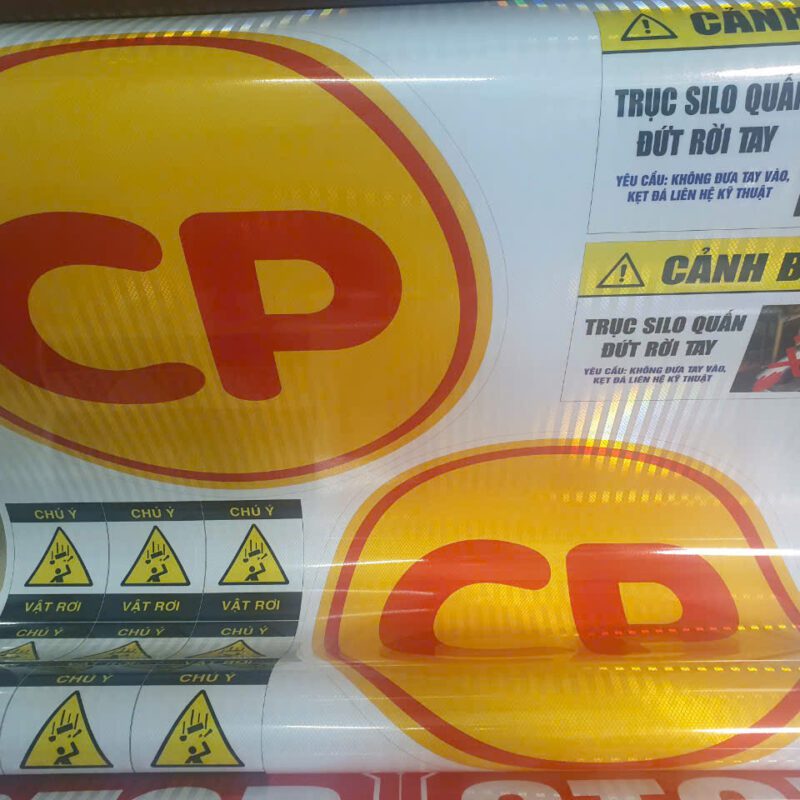 CẢNH
TRỤC SILO QUẤN
ĐỨT RỜI TAY
YÊU CẦU: KHÔNG ĐƯA TAY VÀO,
KẸT ĐÁ LIÊN HỆ KỸ THUẬT
CP
CẢNH B
TRỤC SILO QUẤN
ĐỨT RỜI TAY
YÊU CẦU: KHÔNG ĐƯA TAY VÀO,
KẸT ĐÁ LIÊN HỆ KỸ THUẬT
CHÚ Ý CHÚ Ý CHÚ Ý
VẬT RƠI VẬT RƠI VẬT RƠI
CP
CHÚ Ý CHÚ Ý CHÚ Ý
VẬT RƠI
CHÚ Ý CHÚ Ý